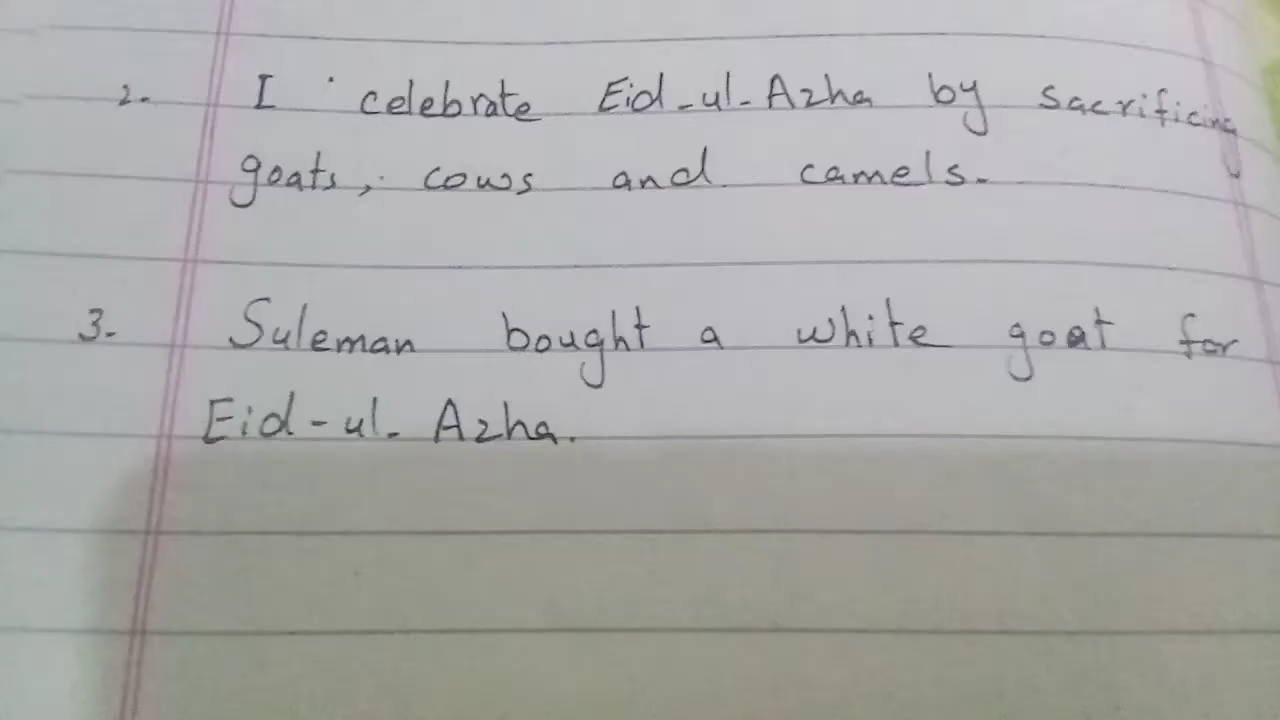 2. I celebrate Eid-ul-Azha by sacrificing
goats, cows and camels.
3. Suleman bought a white goat for
Eid-ul-Azha.